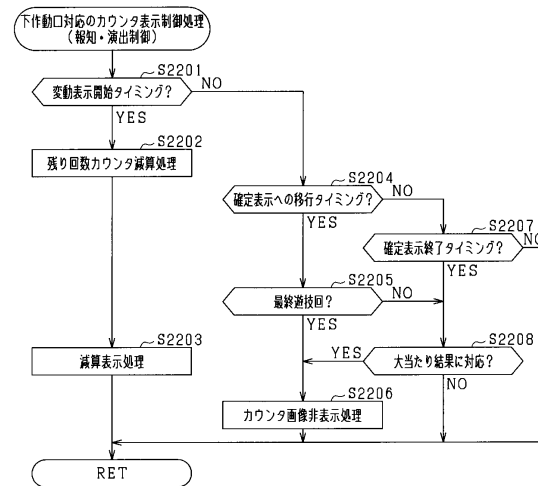 下作動口対応のカウンタ表示制御処理
(報知・演出制御)
S2201
変動表示開始タイミング?
NO
YES
S2202
残り回数カウンタ減算処理
S2204
確定表示への移行タイミング?
NO
YES
S2207
確定表示終了タイミング?
NO
YES
S2205
最終遊技回?
NO
YES
S2203
減算表示処理
S2208
大当たり結果に対応?
YES
NO
S2206
カウンタ画像非表示処理
RET